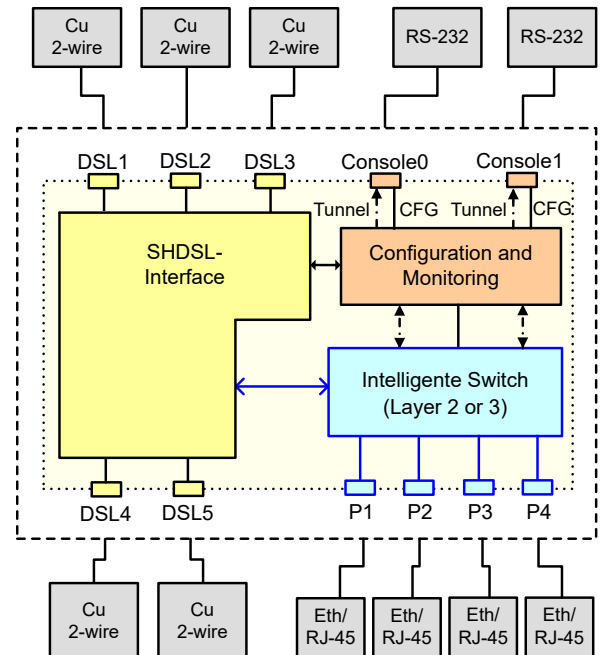 Cu
2-wire
Cu
2-wire
Cu
2-wire
RS-232
RS-232
DSL1
DSL2
DSL3
Console0
Console1
Tunnel
CFG
Tunnel
CFG
SHDSL-
Interface
Configuration and
Monitoring
Intelligente Switch
(Layer 2 or 3)
DSL4
DSL5
P1
P2
P3
P4
Cu
2-wire
Cu
2-wire
Eth/
RJ-45
Eth/
RJ-45
Eth/
RJ-45
Eth/
RJ-45